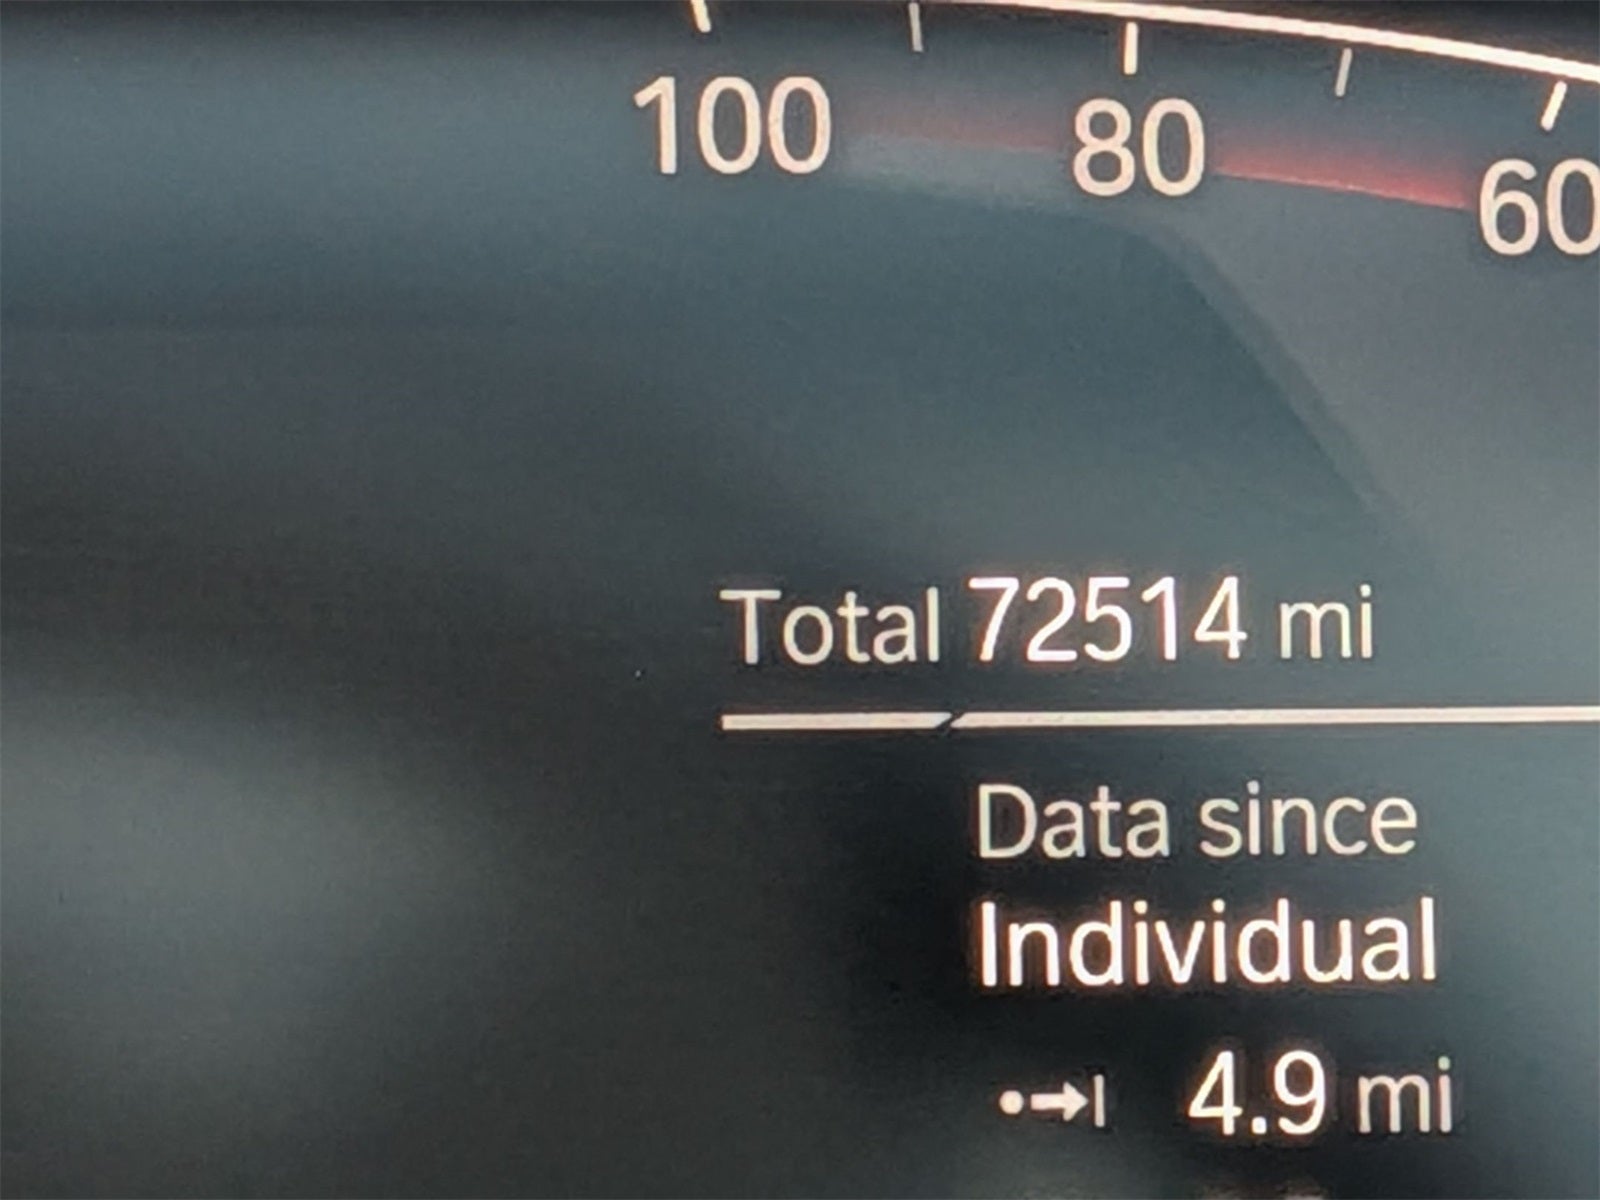 100 80 60
Total 72514 mi
Data since
Individual
4.9 mi